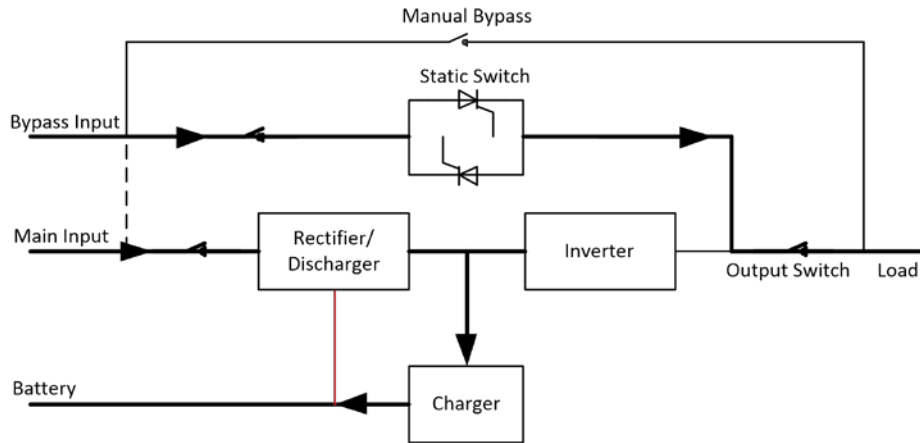 Manual Bypass
Static Switch
Bypass Input
Main Input
Rectifier/
Discharger
Inverter
Output Switch
Load
Battery
Charger